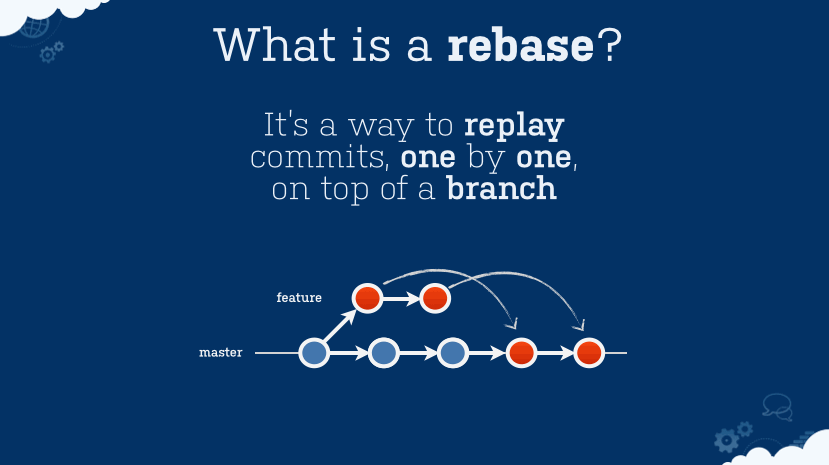 What is a rebase?
It's a way to replay
commits, one by one,
on top of a branch
feature
master